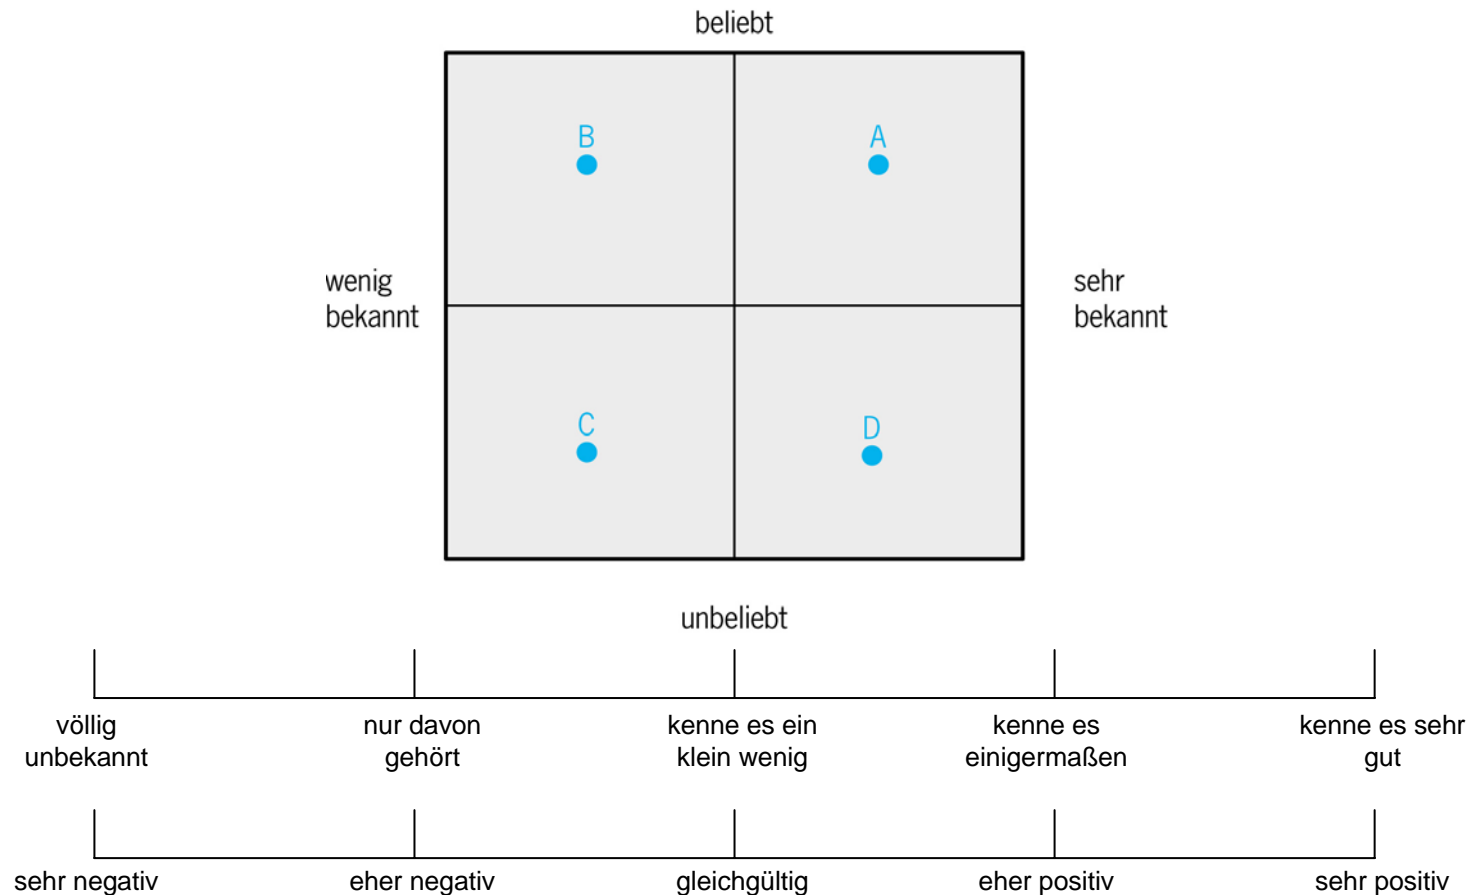 beliebt
B
A
wenig
bekannt
sehr
bekannt
C
D
unbeliebt
völlig
unbekannt
nur davon
gehört
kenne es ein
klein wenig
kenne es
einigermaßen
kenne es sehr
gut
sehr negativ
eher negativ
gleichgültig
eher positiv
sehr positiv